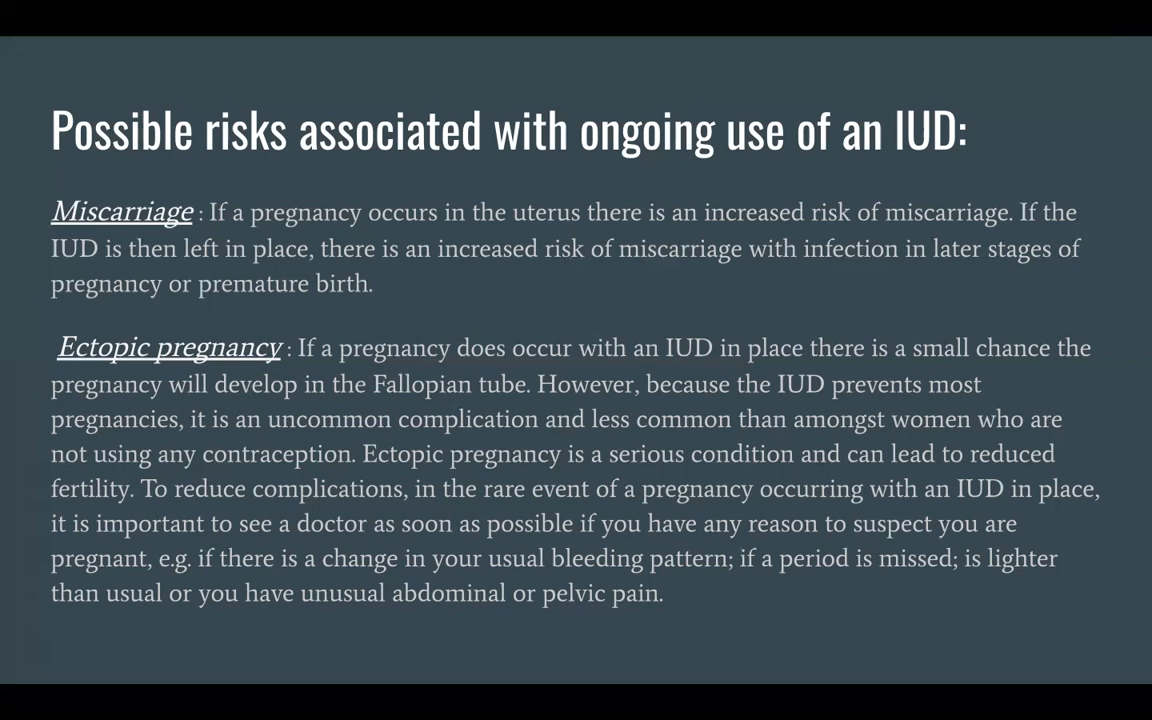 Possible risks associated with ongoing use of an IUD:
Miscarriage : If a pregnancy occurs in the uterus there is an increased risk of miscarriage. If the
IUD is then left in place, there is an increased risk of miscarriage with infection in later stages of
pregnancy or premature birth.
Ectopic pregnancy : If a pregnancy does occur with an IUD in place there is a small chance the
pregnancy will develop in the Fallopian tube. However, because the IUD prevents most
pregnancies, it is an uncommon complication and less common than amongst women who are
not using any contraception. Ectopic pregnancy is a serious condition and can lead to reduced
fertility. To reduce complications, in the rare event of a pregnancy occurring with an IUD in place,
it is important to see a doctor as soon as possible if you have any reason to suspect you are
pregnant, e.g. if there is a change in your usual bleeding pattern; if a period is missed; is lighter
than usual or you have unusual abdominal or pelvic pain.